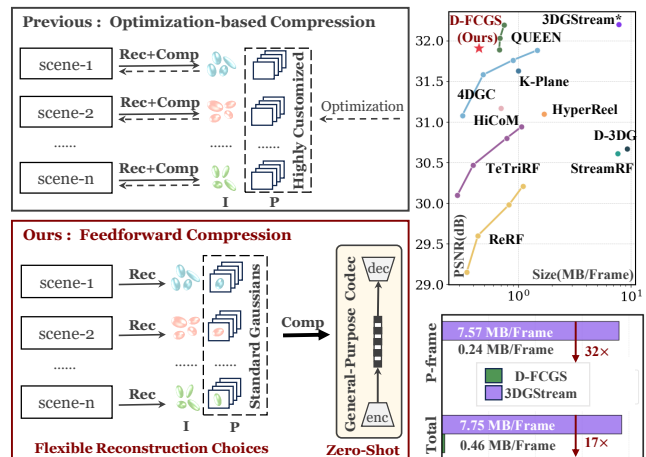 Previous : Optimization-based Compression
scene-1
Rec+Comp
scene-2
Rec+Comp
Optimization
......
......
......
scene-n
Rec+Comp
Highly Customized
I
P
Ours : Feedforward Compression
scene-1
Rec
scene-2
Rec
Comp
......
......
......
scene-n
Rec
Standard Gaussians
General-Purpose Codec
dec
enc
I
P
Flexible Reconstruction Choices
Zero-Shot
D-FCGS
(Ours)
3DGStream*
QUEEN
K-Plane
4DGC
HiCoM
HyperReel
D-3DG
StreamRF
TeTriRF
ReRF
PSNR(dB)
Size(MB/Frame)
32.0
31.5
31.0
30.5
30.0
29.5
29.0
10⁰
10¹
P-frame
7.57 MB/Frame
0.24 MB/Frame
32×
D-FCGS
3DGStream
Total
7.75 MB/Frame
0.46 MB/Frame
17×